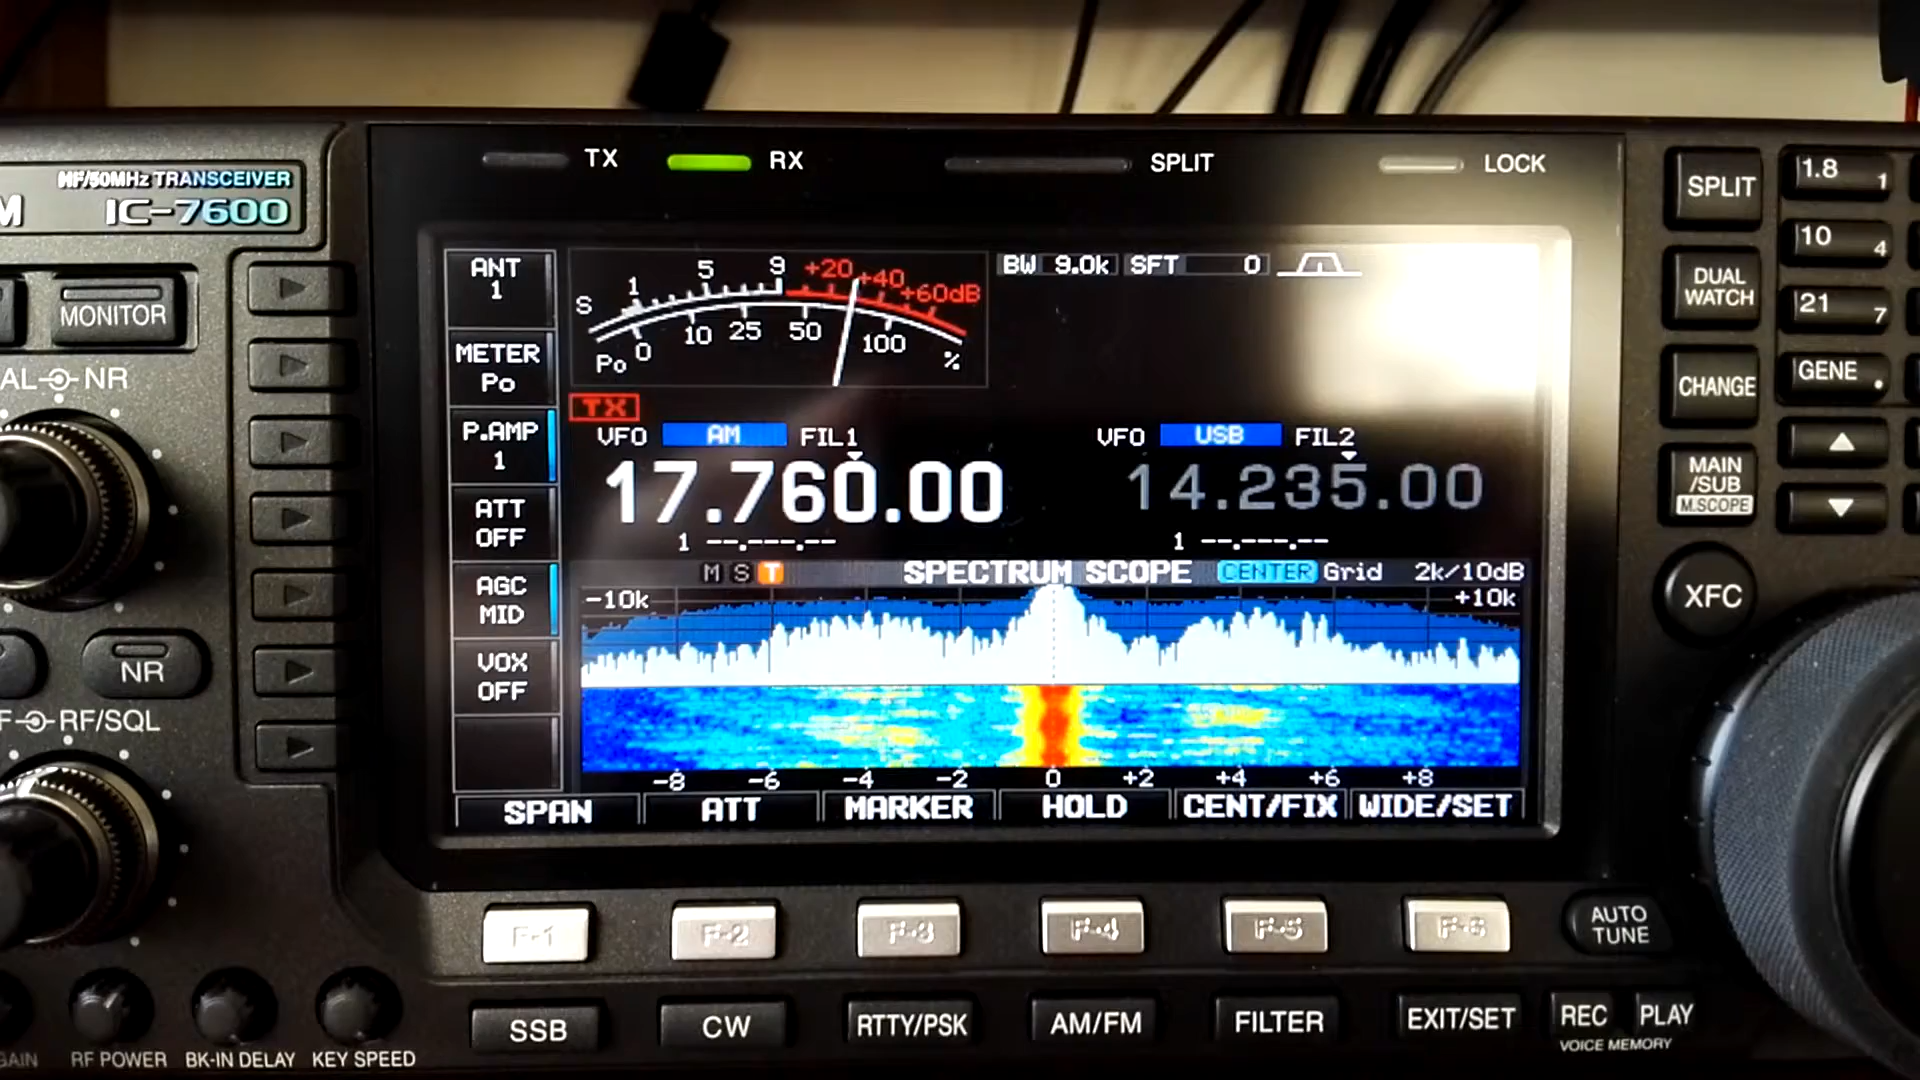 TX RX SPLIT LOCK
HF/50MHz TRANSCEIVER
IC-7600
MONITOR
NR
NR
RF/SQL
RF POWER BK-IN DELAY KEY SPEED
ANT
1
METER
Po
P.AMP
1
ATT
OFF
AGC
MID
VOX
OFF
S 1 5 9 +20 +40 +60dB
Po 0 10 25 50 100 %
BW 9.0k SFT 0
TX
VFO AM FIL1
17.760.00
1 --.---.--
VFO USB FIL2
14.235.00
1 --.---.--
M S T SPECTRUM SCOPE CENTER Grid 2k/10dB
-10k +10k
-8 -6 -4 -2 0 +2 +4 +6 +8
SPAN ATT MARKER HOLD CENT/FIX WIDE/SET
F-1 F-2 F-3 F-4 F-5 F-6
SSB CW RTTY/PSK AM/FM FILTER EXIT/SET
REC PLAY
VOICE MEMORY
AUTO
TUNE
SPLIT
DUAL
WATCH
CHANGE
MAIN
/SUB
M.SCOPE
XFC
1.8 1
10 4
21 7
GENE .